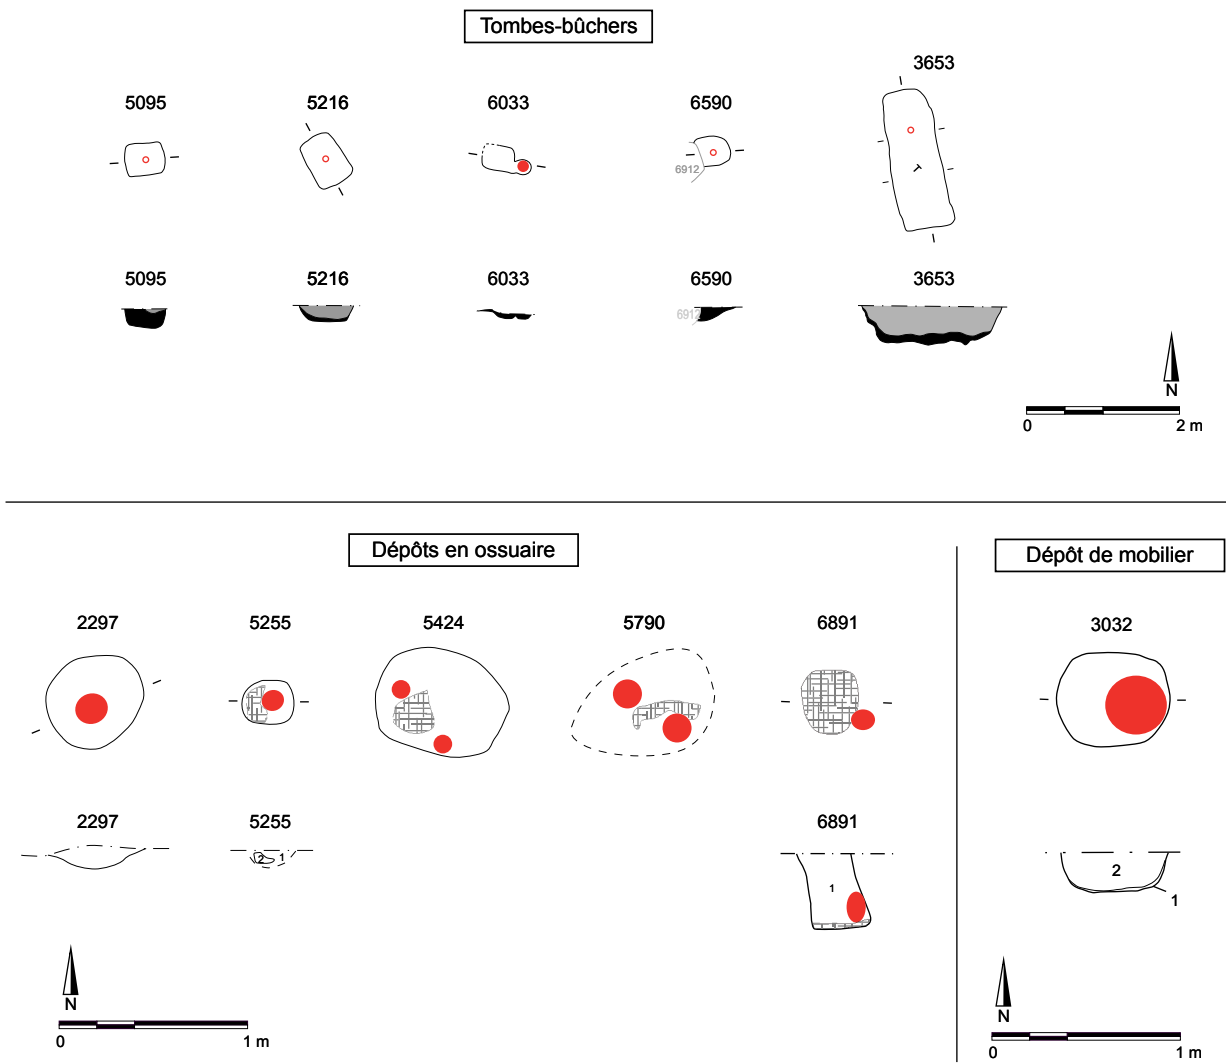 Tombes-bûchers
5095 5216 6033 6590 3653
6912
5095 5216 6033 6590 3653
6912
N
0 2 m
Dépôts en ossuaire
Dépôt de mobilier
2297 5255 5424 5790 6891
3032
2297 5255 6891
2 1
1
2
1
N
0 1 m
N
0 1 m